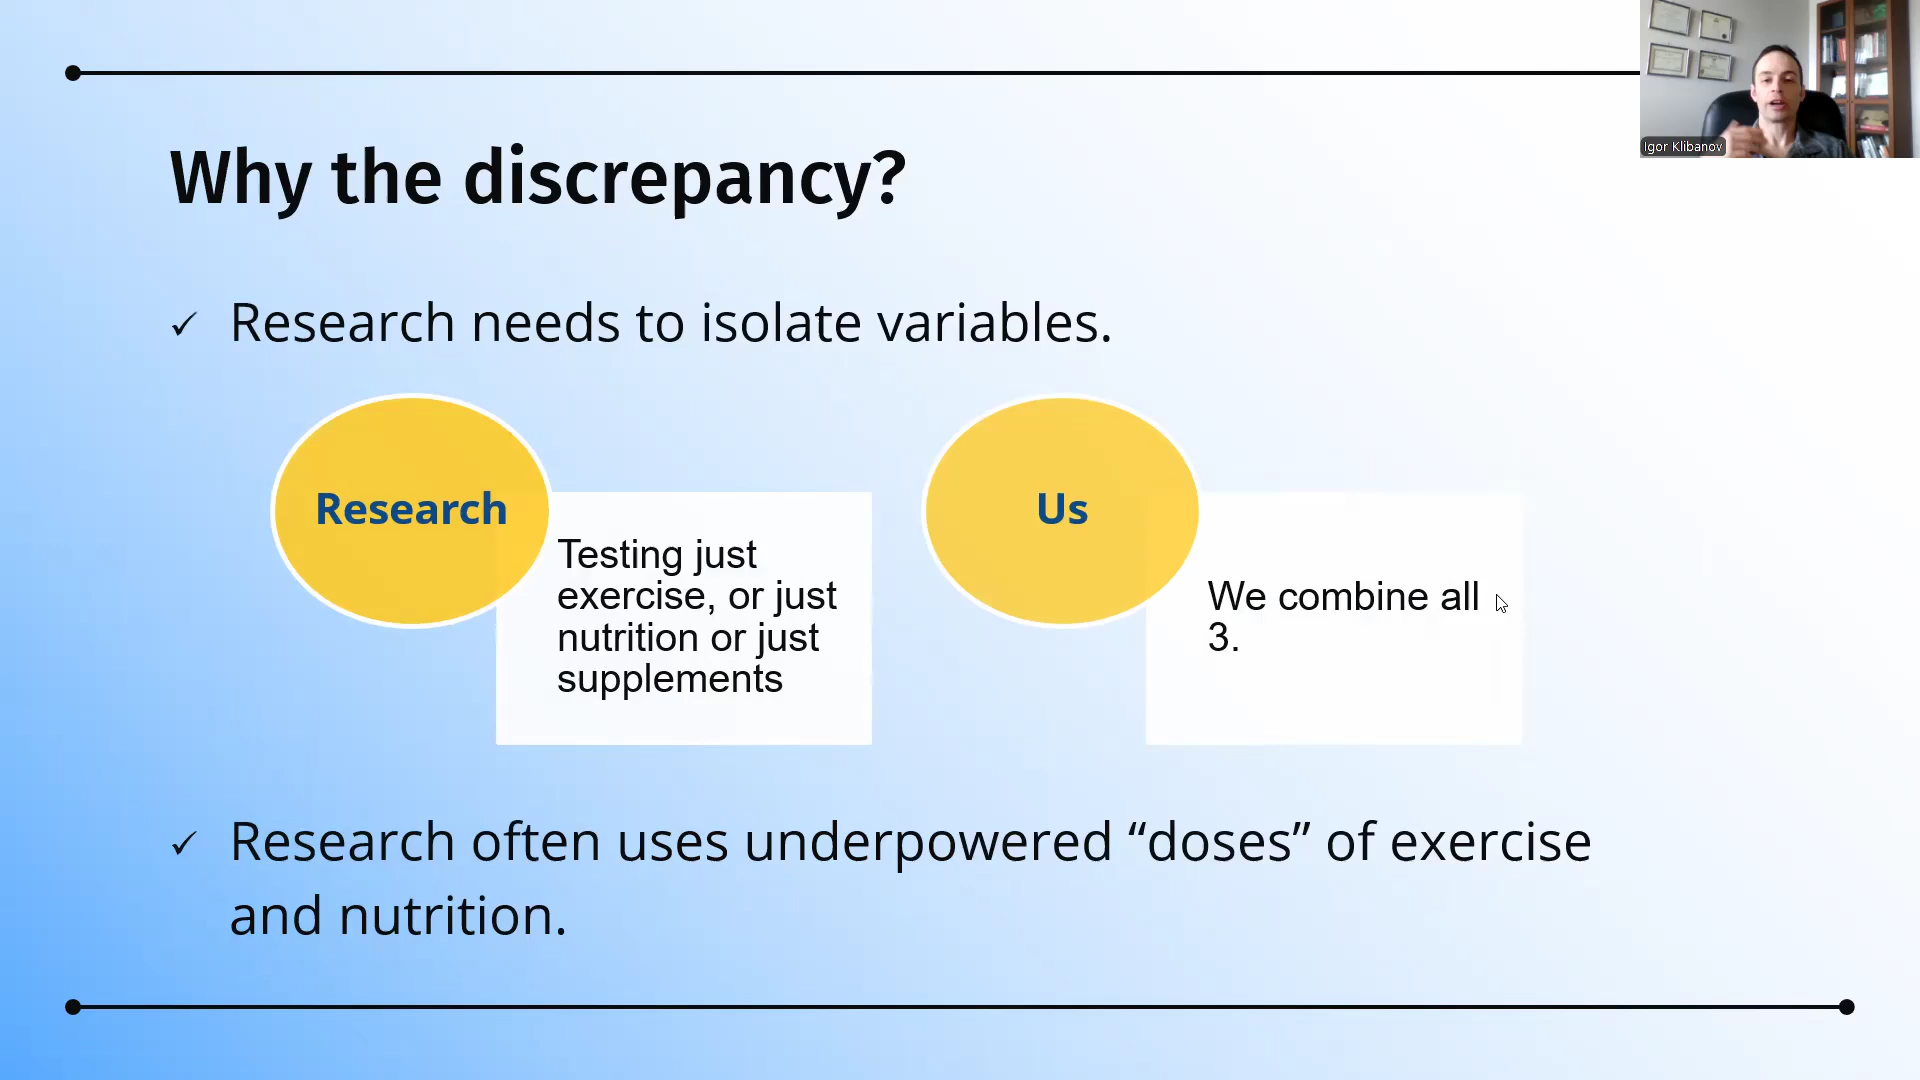 Igor Klibanov
Why the discrepancy?
✓ Research needs to isolate variables.
Research
Testing just
exercise, or just
nutrition or just
supplements
Us
We combine all
3.
✓ Research often uses underpowered “doses” of exercise
and nutrition.